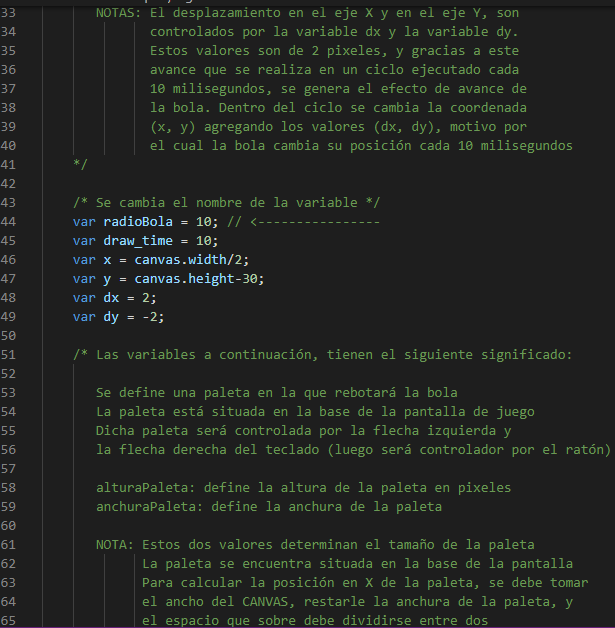 33 NOTAS: El desplazamiento en el eje X y en el eje Y, son
34 controlados por la variable dx y la variable dy.
35 Estos valores son de 2 pixeles, y gracias a este
36 avance que se realiza en un ciclo ejecutado cada
37 10 milisegundos, se genera el efecto de avance de
38 la bola. Dentro del ciclo se cambia la coordenada
39 (x, y) agregando los valores (dx, dy), motivo por
40 el cual la bola cambia su posición cada 10 milisegundos
41 */
42
43 /* Se cambia el nombre de la variable */
44 var radioBola = 10; // <----------------
45 var draw_time = 10;
46 var x = canvas.width/2;
47 var y = canvas.height-30;
48 var dx = 2;
49 var dy = -2;
50
51 /* Las variables a continuación, tienen el siguiente significado:
52
53 Se define una paleta en la que rebotará la bola
54 La paleta está situada en la base de la pantalla de juego
55 Dicha paleta será controlada por la flecha izquierda y
56 la flecha derecha del teclado (luego será controlador por el ratón)
57
58 alturaPaleta: define la altura de la paleta en pixeles
59 anchuraPaleta: define la anchura de la paleta
60
61 NOTA: Estos dos valores determinan el tamaño de la paleta
62 La paleta se encuentra situada en la base de la pantalla
63 Para calcular la posición en X de la paleta, se debe tomar
64 el ancho del CANVAS, restarle la anchura de la paleta, y
65 el espacio que sobre debe dividirse entre dos